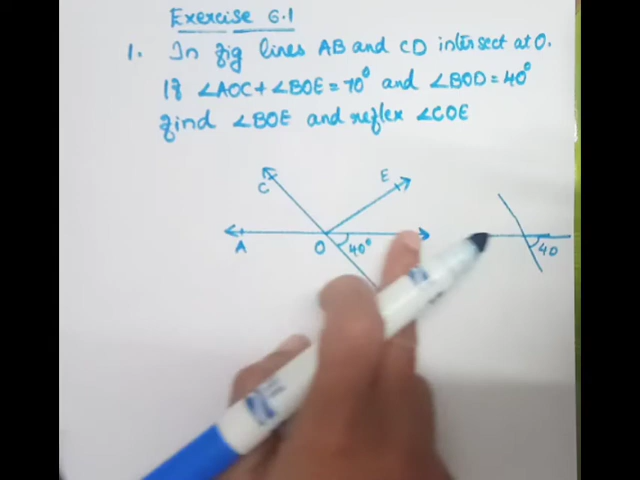 Exercise 6.1
1. In fig lines AB and CD intersect at O.
If ∠AOC + ∠BOE = 70° and ∠BOD = 40°
find ∠BOE and reflex ∠COE
C
E
A
O
40°
40